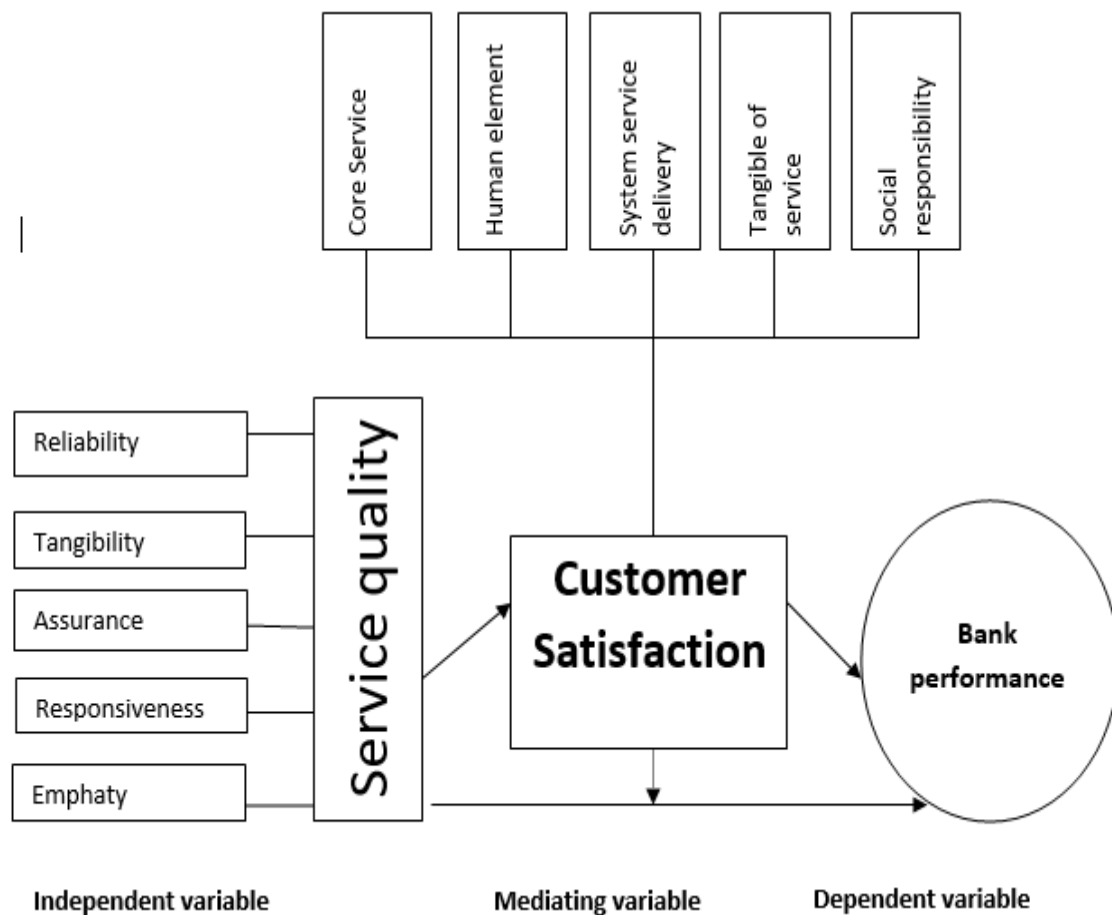 Core Service
Human element
System service
delivery
Tangible of
service
Social
responsibility
Reliability
Tangibility
Assurance
Responsiveness
Emphaty
Service quality
Customer
Satisfaction
Bank
performance
Independent variable
Mediating variable
Dependent variable